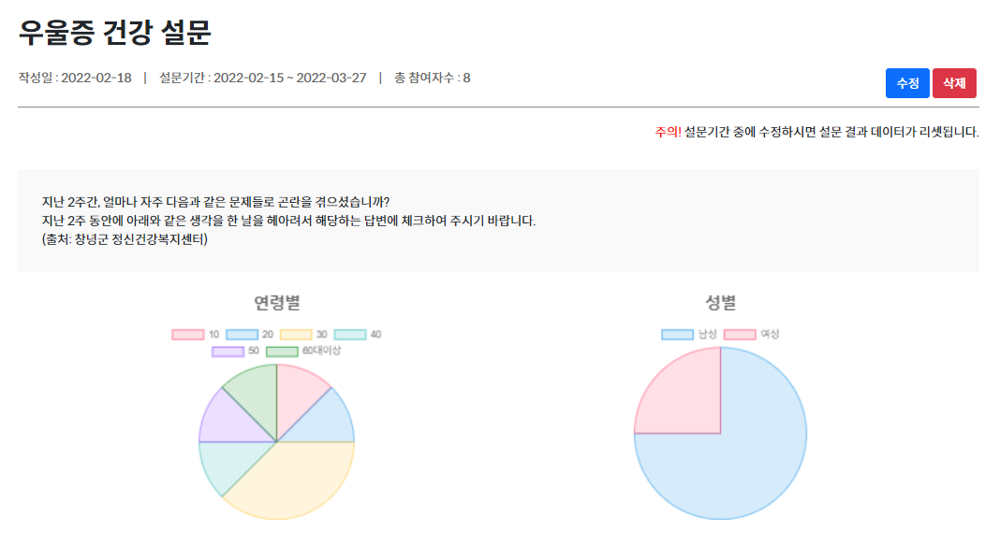 우울증 건강 설문
작성일 : 2022-02-18 | 설문기간 : 2022-02-15 ~ 2022-03-27 | 총 참여자수 : 8
수정 삭제
주의! 설문기간 중에 수정하시면 설문 결과 데이터가 리셋됩니다.
지난 2주간, 얼마나 자주 다음과 같은 문제들로 곤란을 겪으셨습니까?
지난 2주 동안에 아래와 같은 생각을 한 날을 헤아려서 해당하는 답변에 체크하여 주시기 바랍니다.
(출처: 창녕군 정신건강복지센티)
연령별
10 20 30 40
50 60대이상
성별
남성 여성